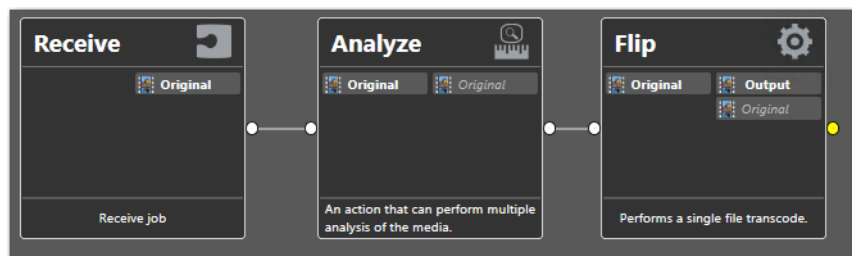 Receive
Original
Receive job
Analyze
Original Original
An action that can perform multiple
analysis of the media.
Flip
Original Output
Original
Performs a single file transcode.